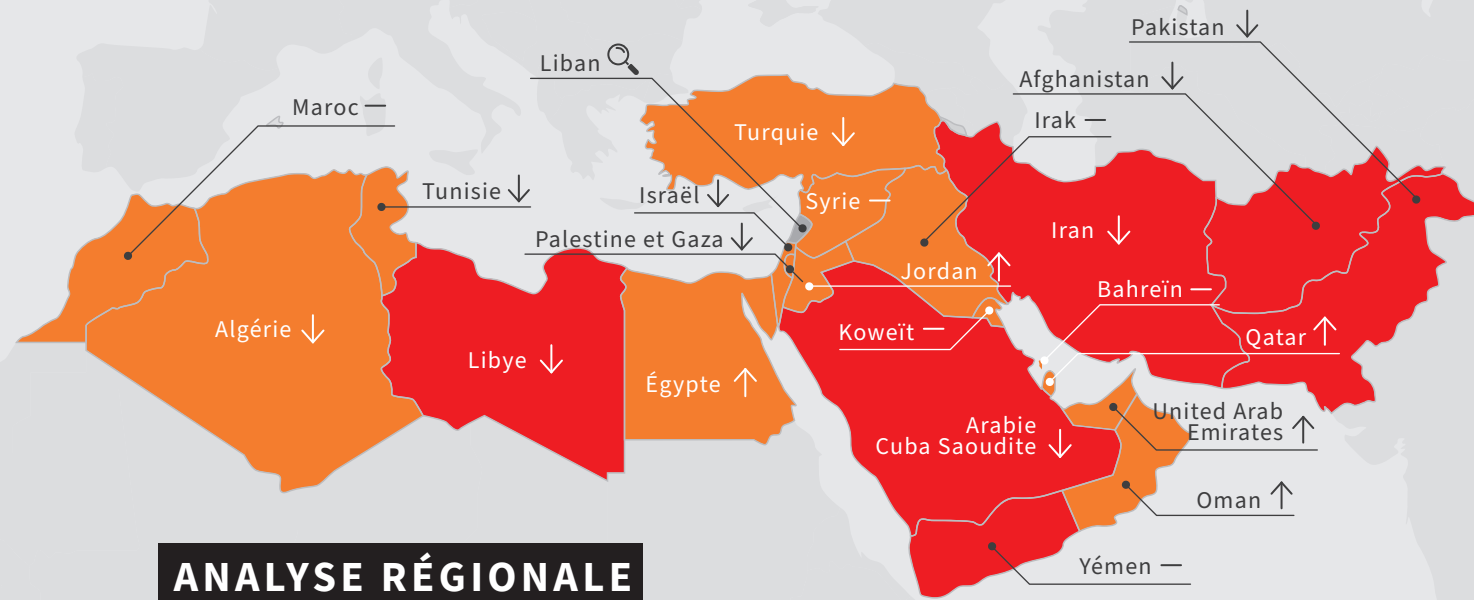 Pakistan ↓
Liban
Afghanistan ↓
Maroc —
Irak —
Turquie ↓
Tunisie ↓
Israël ↓
Syrie —
Palestine et Gaza ↓
Iran ↓
Jordan ↑
Bahreïn —
Algérie ↓
Koweït —
Qatar ↑
Libye ↓
Égypte ↑
United Arab
Emirates ↑
Arabie
Cuba Saoudite ↓
Oman ↑
Yémen —
ANALYSE RÉGIONALE